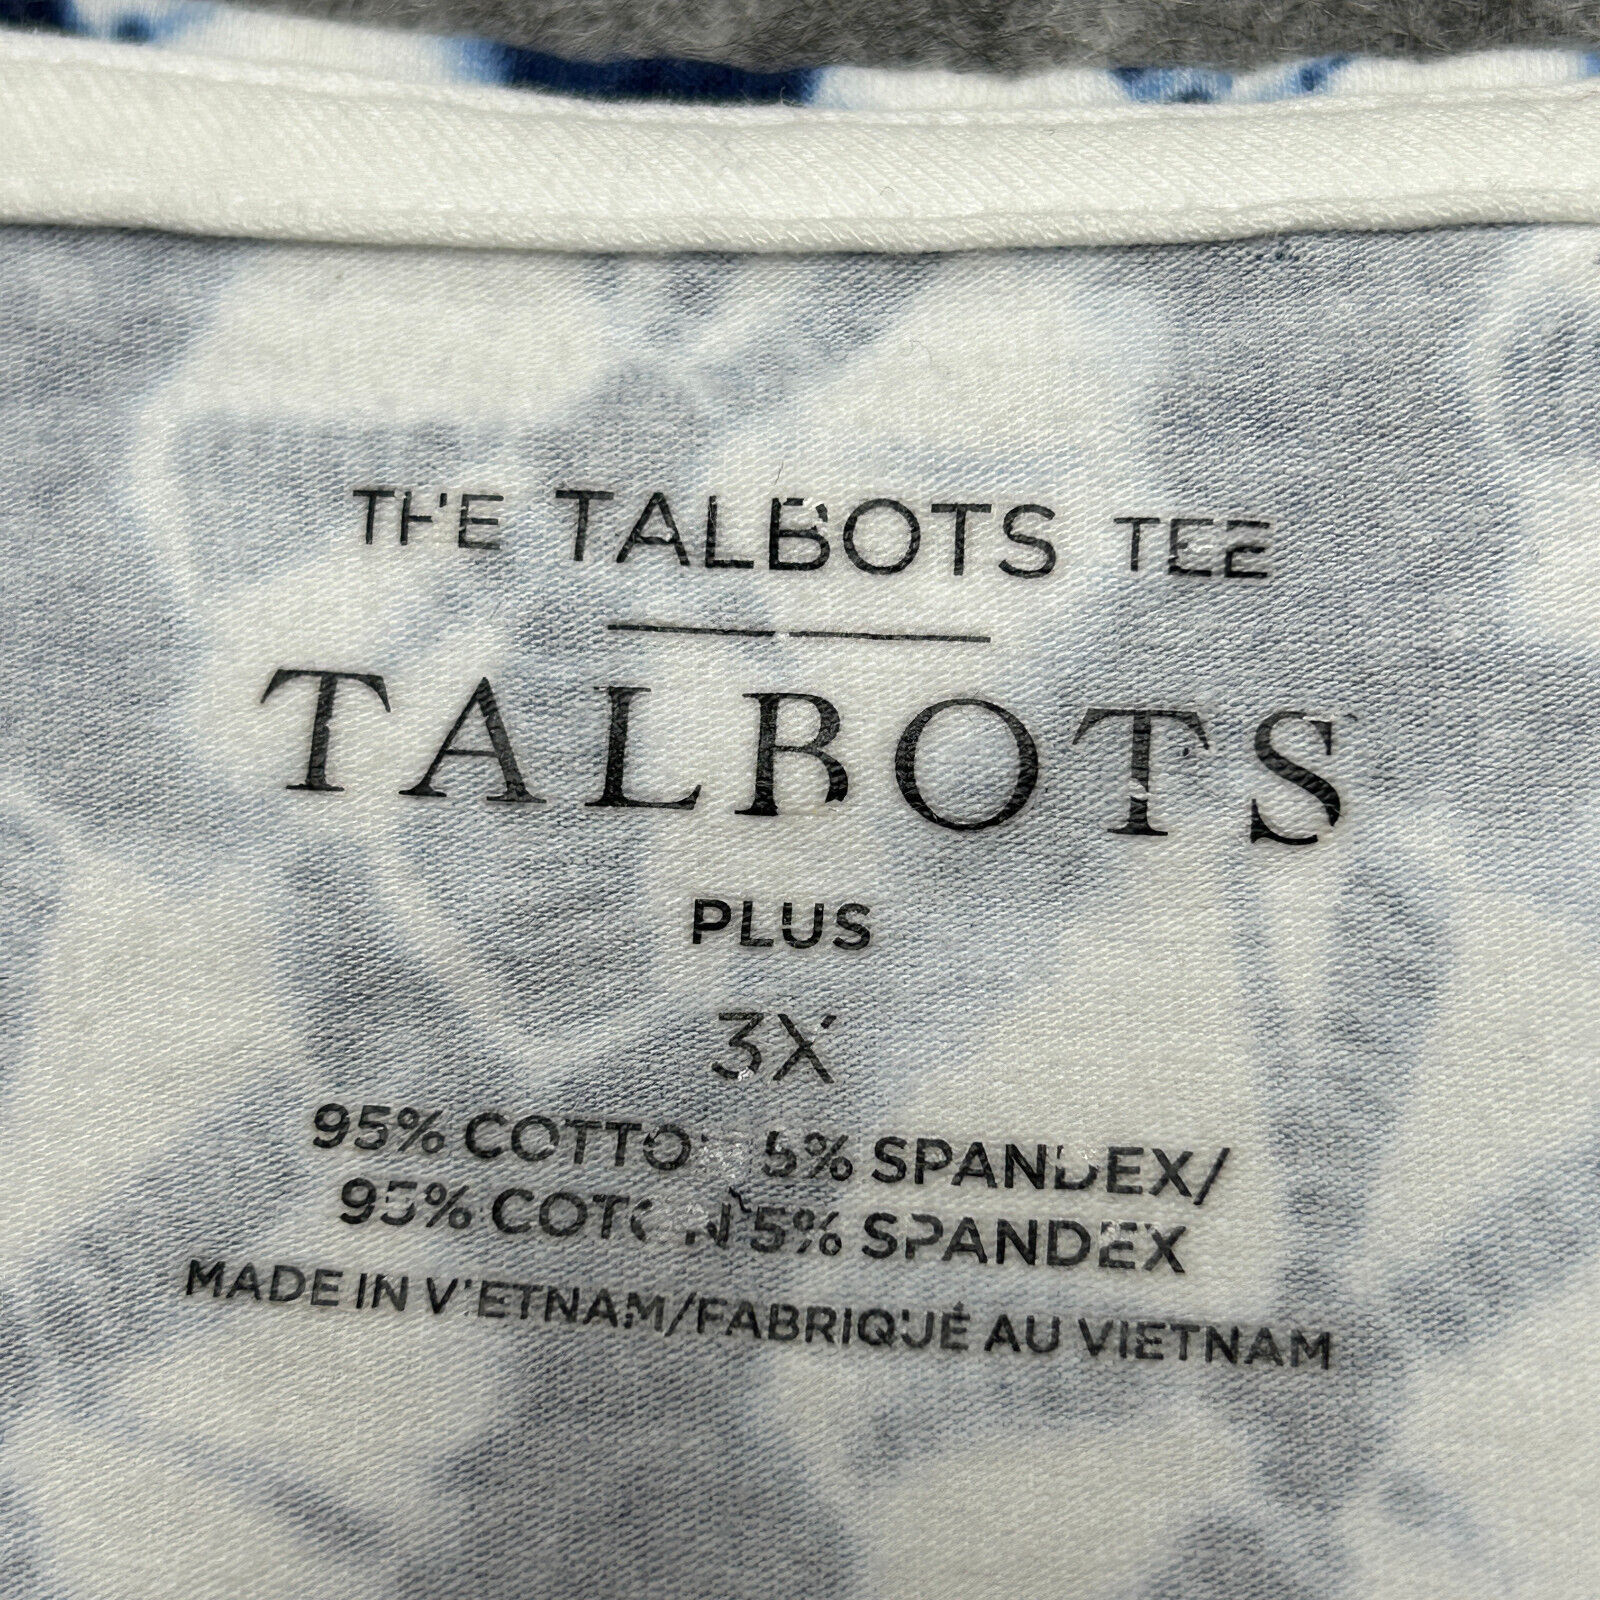 THE TALBOTS TEE
TALBOTS
PLUS
3X
95% COTTON 5% SPANDEX/
95% COTON 5% SPANDEX
MADE IN VIETNAM/FABRIQUÉ AU VIETNAM